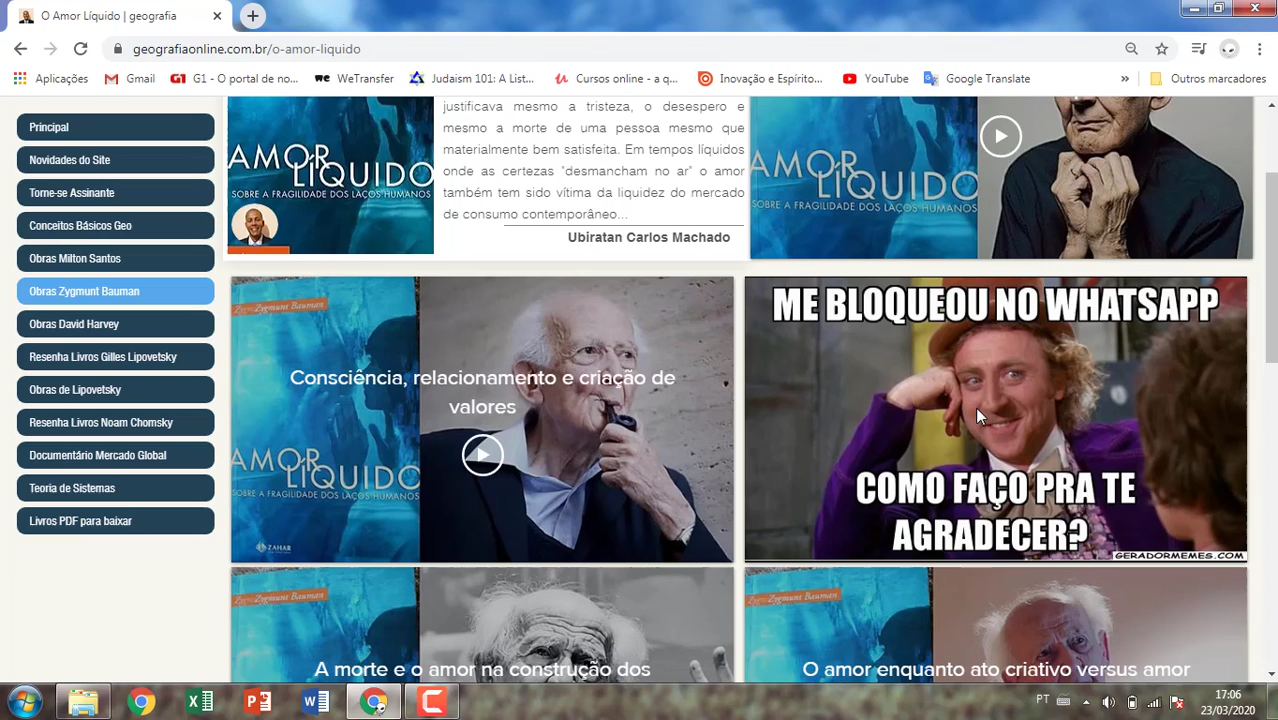 O Amor Líquido | geografia
geografiaonline.com.br/o-amor-liquido
Aplicações
Gmail
G1 - O portal de no...
WeTransfer
Judaism 101: A List...
Cursos online - a q...
Inovação e Espírito...
YouTube
Google Translate
»
Outros marcadores
Principal
Novidades do Site
Torne-se Assinante
Conceitos Básicos Geo
Obras Milton Santos
Obras Zygmunt Bauman
Obras David Harvey
Resenha Livros Gilles Lipovetsky
Obras de Lipovetsky
Resenha Livros Noam Chomsky
Documentário Mercado Global
Teoria de Sistemas
Livros PDF para baixar
AMOR
LÍQUIDO
SOBRE A FRAGILIDADE DOS LAÇOS HUMANOS
justificava mesmo a tristeza, o desespero e
mesmo a morte de uma pessoa mesmo que
materialmente bem satisfeita. Em tempos líquidos
onde as certezas "desmancham no ar" o amor
também tem sido vítima da liquidez do mercado
de consumo contemporâneo...
Ubiratan Carlos Machado
AMOR
LÍQUIDO
SOBRE A FRAGILIDADE DOS LAÇOS HUMANOS
Zygmunt Bauman
Consciência, relacionamento e criação de
valores
AMOR
LÍQUIDO
SOBRE A FRAGILIDADE DOS LAÇOS HUMANOS
ZAHAR
ME BLOQUEOU NO WHATSAPP
COMO FAÇO PRA TE
AGRADECER?
GERADORMEMES.COM
Zygmunt Bauman
A morte e o amor na construção dos
Zygmunt Bauman
O amor enquanto ato criativo versus amor
PT
17:06
23/03/2020